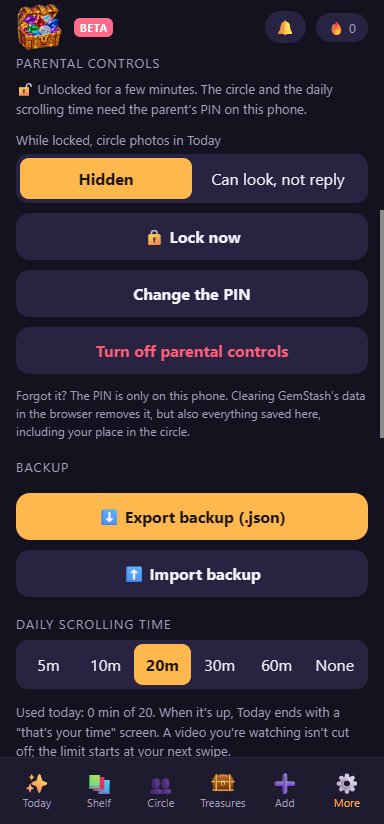 BETA
0
PARENTAL CONTROLS
Unlocked for a few minutes. The circle and the daily
scrolling time need the parent's PIN on this phone.
While locked, circle photos in Today
Hidden
Can look, not reply
Lock now
Change the PIN
Turn off parental controls
Forgot it? The PIN is only on this phone. Clearing GemStash's data
in the browser removes it, but also everything saved here,
including your place in the circle.
BACKUP
Export backup (.json)
Import backup
DAILY SCROLLING TIME
5m
10m
20m
30m
60m
None
Used today: 0 min of 20. When it's up, Today ends with a
"that's your time" screen. A video you're watching isn't cut
off; the limit starts at your next swipe.
Today
Shelf
Circle
Treasures
Add
More